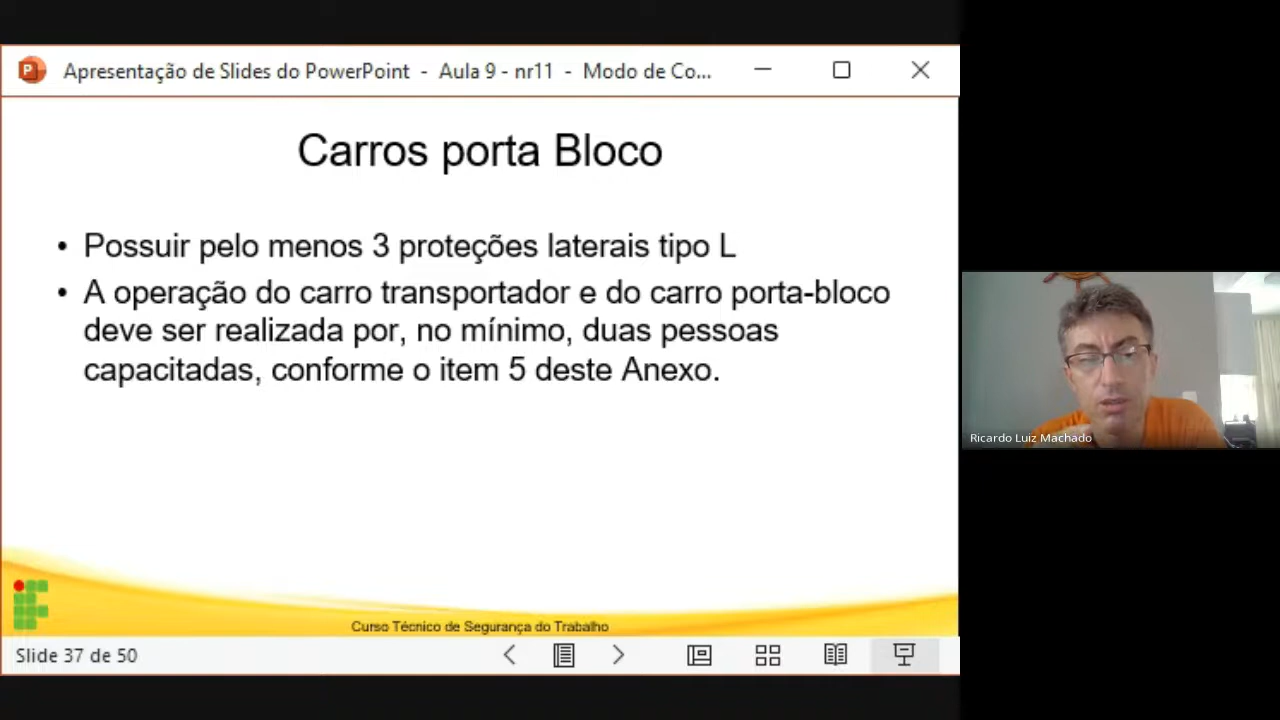 Apresentação de Slides do PowerPoint - Aula 9 - nr11 - Modo de Co...
Carros porta Bloco
• Possuir pelo menos 3 proteções laterais tipo L
• A operação do carro transportador e do carro porta-bloco
deve ser realizada por, no mínimo, duas pessoas
capacitadas, conforme o item 5 deste Anexo.
Ricardo Luiz Machado
Curso Técnico de Segurança do Trabalho
Slide 37 de 50